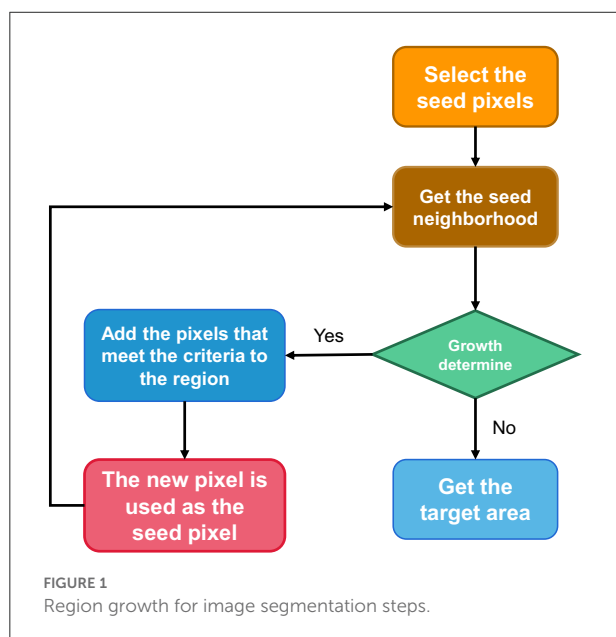 Select the
seed pixels
Get the seed
neighborhood
Growth
determine
Yes
Add the pixels that
meet the criteria to
the region
The new pixel is
used as the
seed pixel
No
Get the
target area
FIGURE 1
Region growth for image segmentation steps.